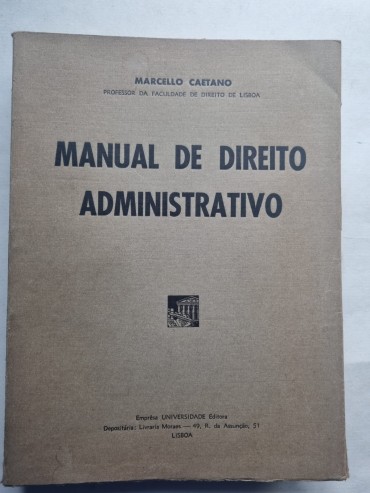 MARCELLO CAETANO
PROFESSOR DA FACULDADE DE DIREITO DE LISBOA
MANUAL DE DIREITO
ADMINISTRATIVO
Emprêsa UNIVERSIDADE Editora
Depositária: Livraria Moraes — 49, R. da Assunção, 51
LISBOA